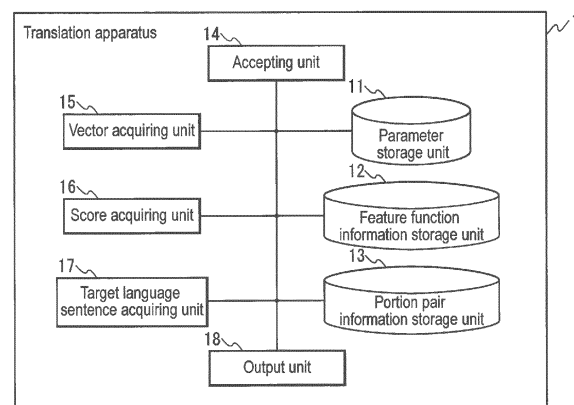 Translation apparatus
14
Accepting unit
15
Vector acquiring unit
11
Parameter
storage unit
16
Score acquiring unit
12
Feature function
information storage unit
17
Target language
sentence acquiring unit
13
Portion pair
information storage unit
18
Output unit